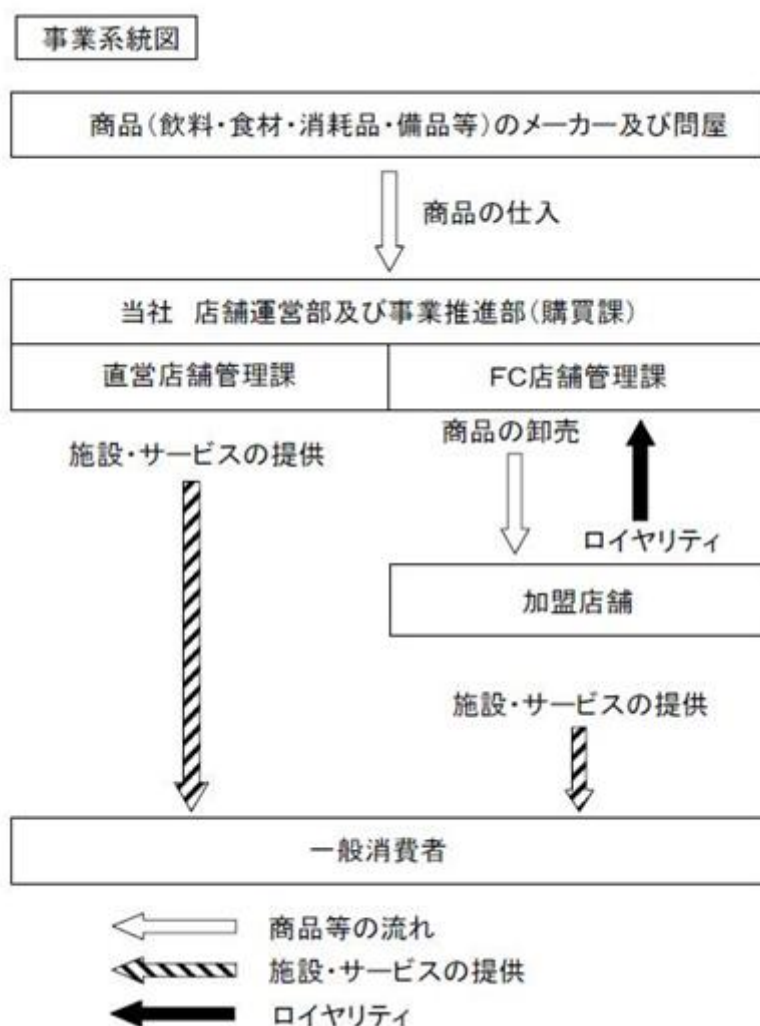 事業系統図
商品(飲料・食材・消耗品・備品等)のメーカー及び問屋
商品の仕入
当社 店舗運営部及び事業推進部(購買課)
直営店舗管理課
FC店舗管理課
商品の卸売
施設・サービスの提供
ロイヤリティ
加盟店舗
施設・サービスの提供
一般消費者
商品等の流れ
施設・サービスの提供
ロイヤリティ